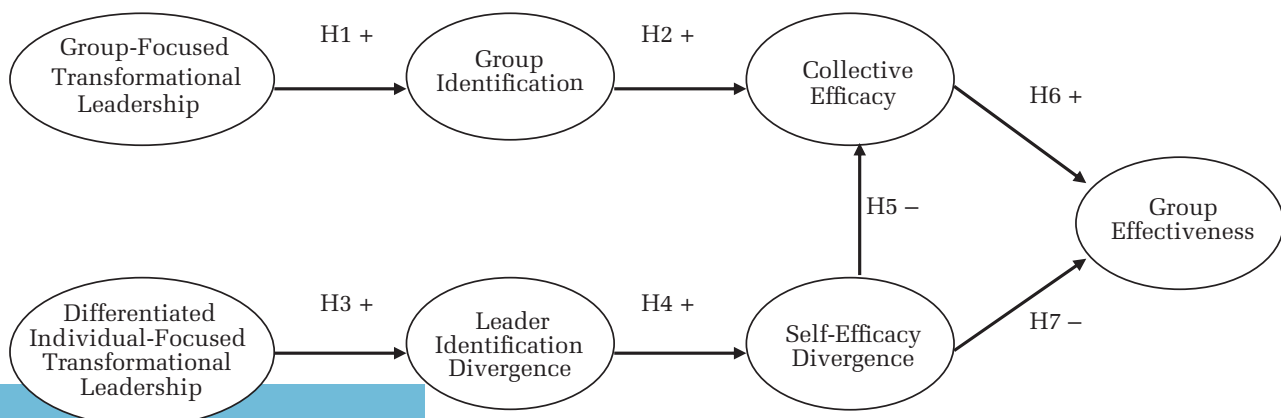 Group-Focused
Transformational
Leadership
H1 +
Group
Identification
H2 +
Collective
Efficacy
H6 +
Group
Effectiveness
H5 –
Differentiated
Individual-Focused
Transformational
Leadership
H3 +
Leader
Identification
Divergence
H4 +
Self-Efficacy
Divergence
H7 –